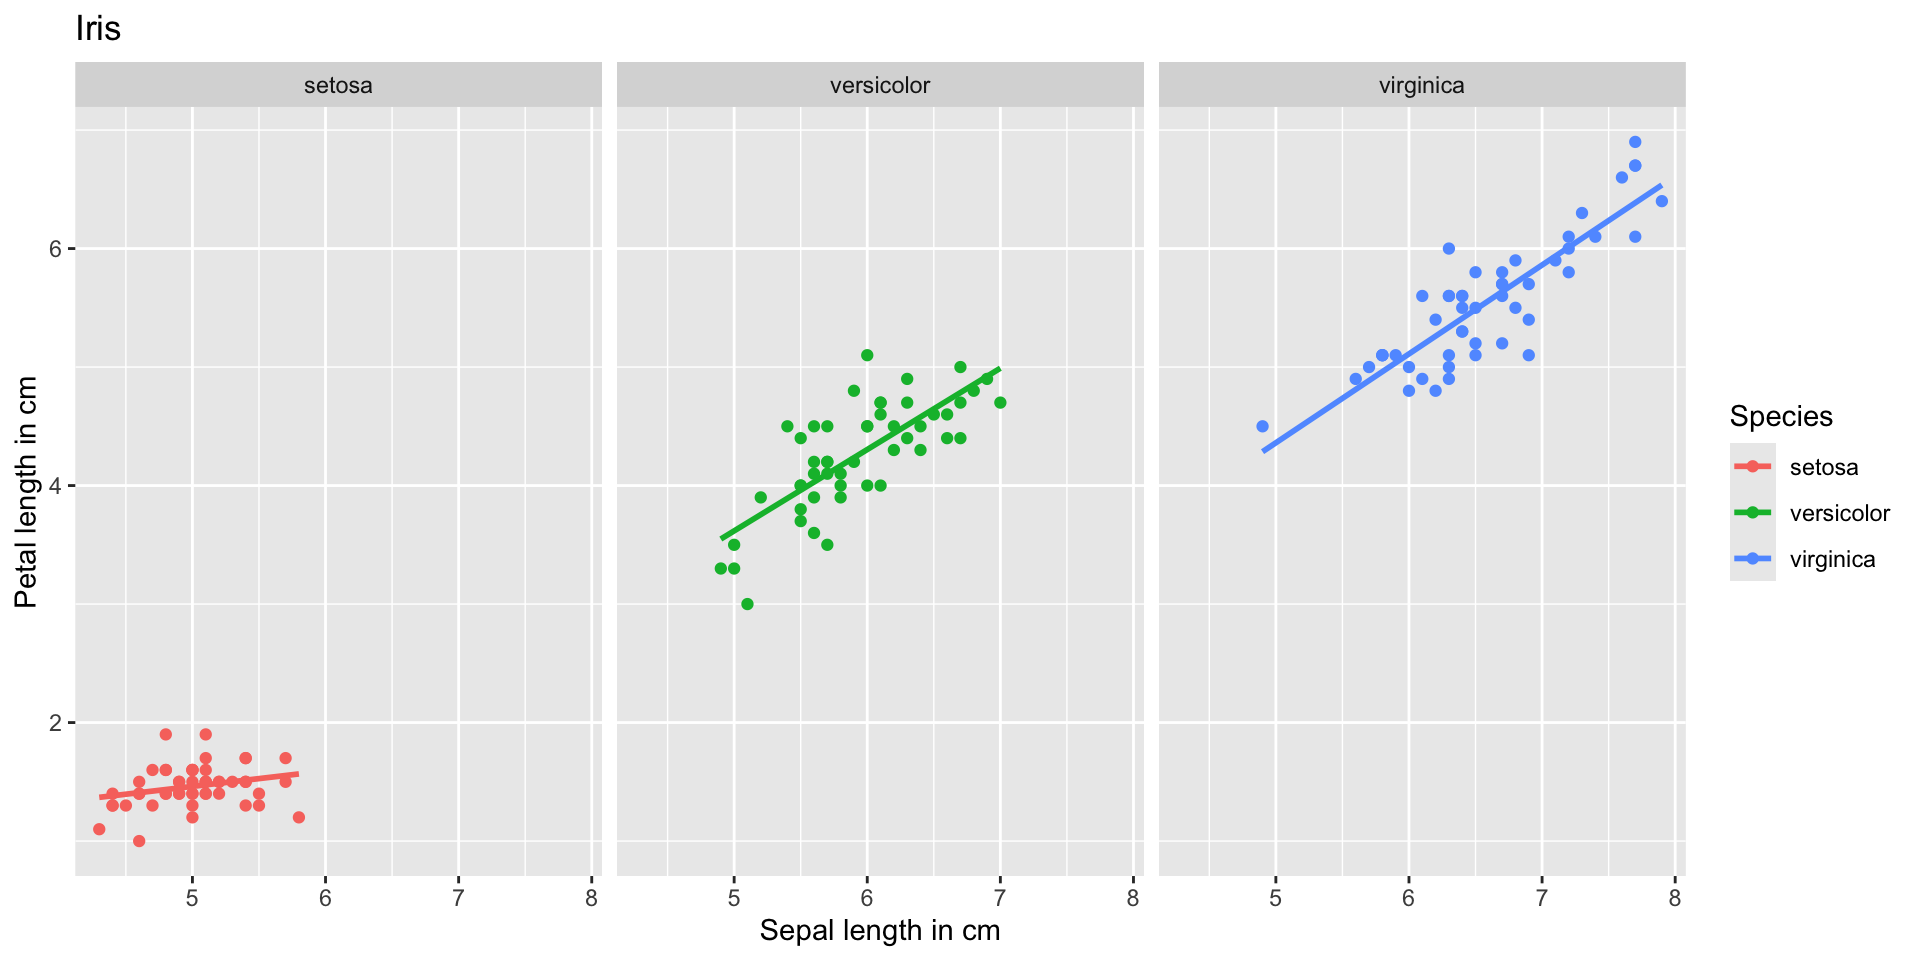 Iris
setosa
versicolor
virginica
Petal length in cm
6
4
2
5 6 7 8
5 6 7 8
5 6 7 8
Sepal length in cm
Species
setosa
versicolor
virginica